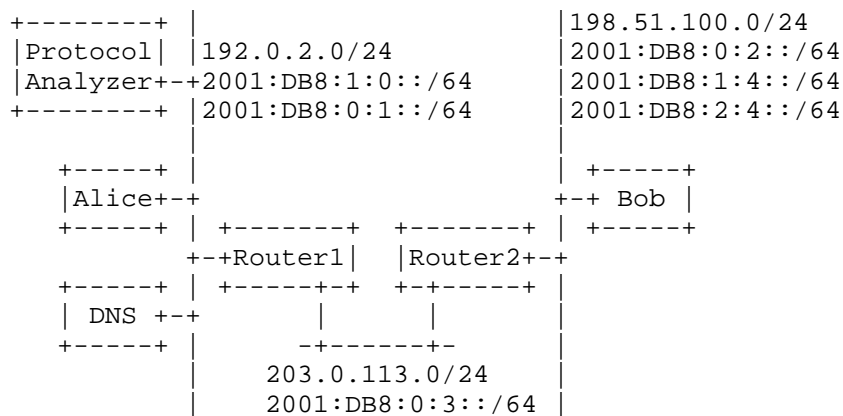 198.51.100.0/24
Protocol 192.0.2.0/24 2001:DB8:0:2::/64
Analyzer 2001:DB8:1:0::/64 2001:DB8:1:4::/64
2001:DB8:0:1::/64 2001:DB8:2:4::/64
Alice Bob
Router1 Router2
DNS
203.0.113.0/24
2001:DB8:0:3::/64